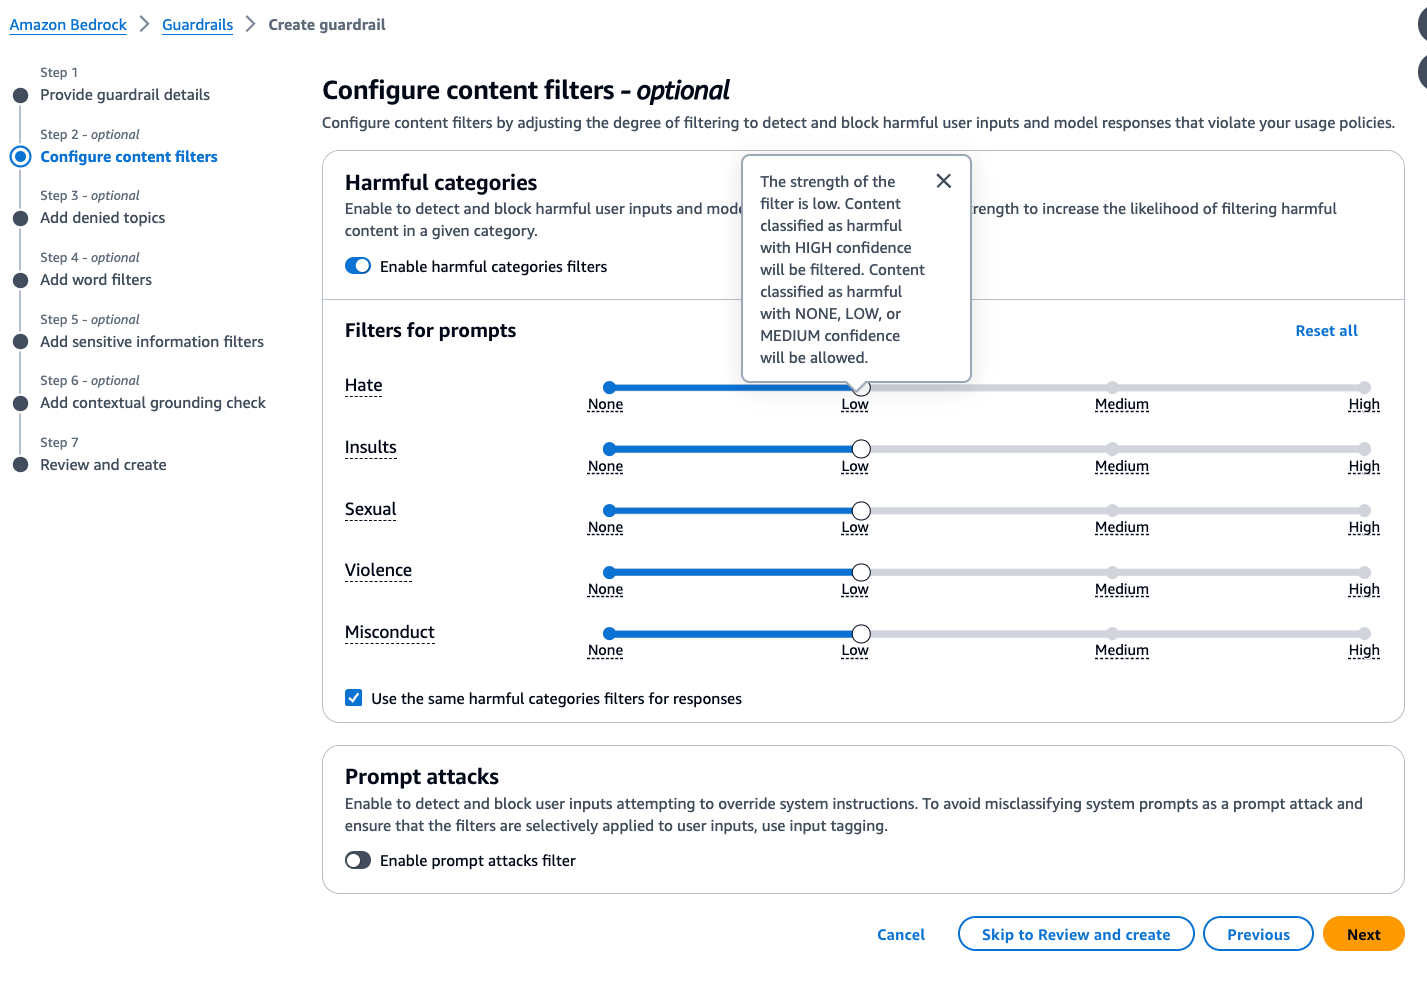 Amazon Bedrock > Guardrails > Create guardrail
Step 1
Provide guardrail details
Step 2 - optional
Configure content filters
Step 3 - optional
Add denied topics
Step 4 - optional
Add word filters
Step 5 - optional
Add sensitive information filters
Step 6 - optional
Add contextual grounding check
Step 7
Review and create
Configure content filters - optional
Configure content filters by adjusting the degree of filtering to detect and block harmful user inputs and model responses that violate your usage policies.
Harmful categories
Enable to detect and block harmful user inputs and to increase the likelihood of filtering harmful
content in a given category.
Enable harmful categories filters
The strength of the
filter is low. Content
classified as harmful
with HIGH confidence
will be filtered. Content
classified as harmful
with NONE, LOW, or
MEDIUM confidence
will be allowed.
Filters for prompts
Reset all
Hate
None Low Medium High
Insults
None Low Medium High
Sexual
None Low Medium High
Violence
None Low Medium High
Misconduct
None Low Medium High
Use the same harmful categories filters for responses
Prompt attacks
Enable to detect and block user inputs attempting to override system instructions. To avoid misclassifying system prompts as a prompt attack and
ensure that the filters are selectively applied to user inputs, use input tagging.
Enable prompt attacks filter
Cancel
Skip to Review and create
Previous
Next